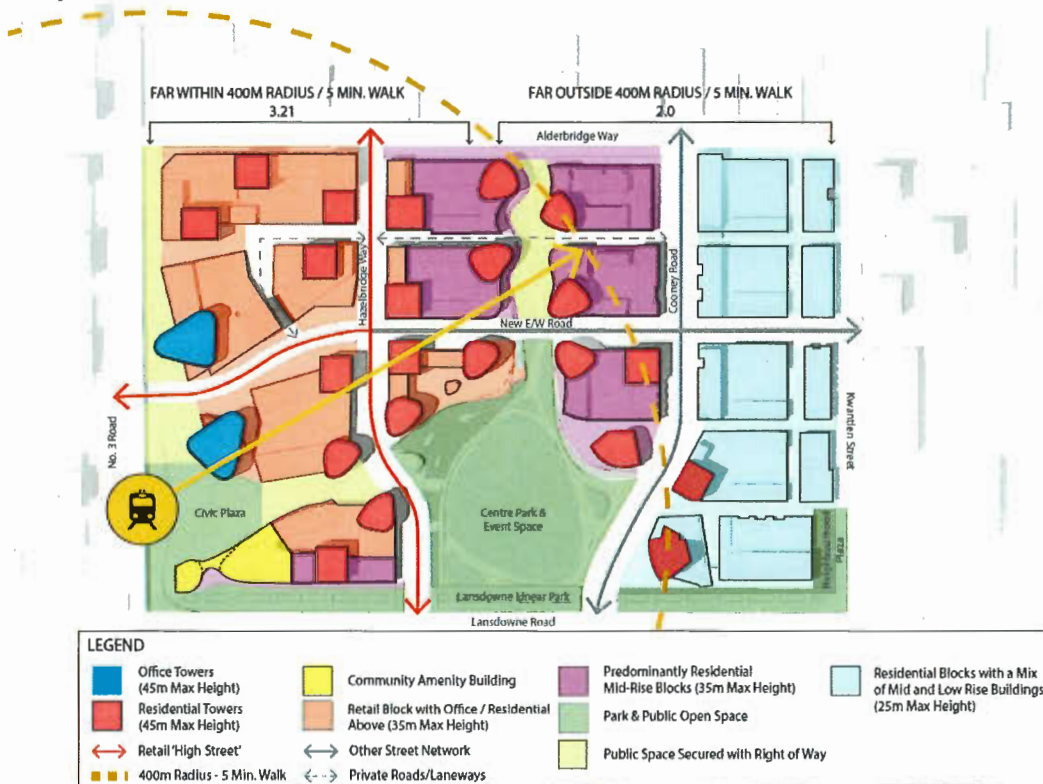 FAR WITHIN 400M RADIUS / 5 MIN. WALK
3.21
FAR OUTSIDE 400M RADIUS / 5 MIN. WALK
2.0
Alderbridge Way
Hazelbridge Way
Cooney Road
New E/W Road
No. 3 Road
Kwantlen Street
Civic Plaza
Centre Park &
Event Space
Neighbourhood
Plaza
Lansdowne Linear Park
Lansdowne Road
LEGEND
Office Towers
(45m Max Height)
Residential Towers
(45m Max Height)
Retail 'High Street'
400m Radius - 5 Min. Walk
Community Amenity Building
Retail Block with Office / Residential
Above (35m Max Height)
Other Street Network
Private Roads/Laneways
Predominantly Residential
Mid-Rise Blocks (35m Max Height)
Park & Public Open Space
Public Space Secured with Right of Way
Residential Blocks with a Mix
of Mid and Low Rise Buildings
(25m Max Height)